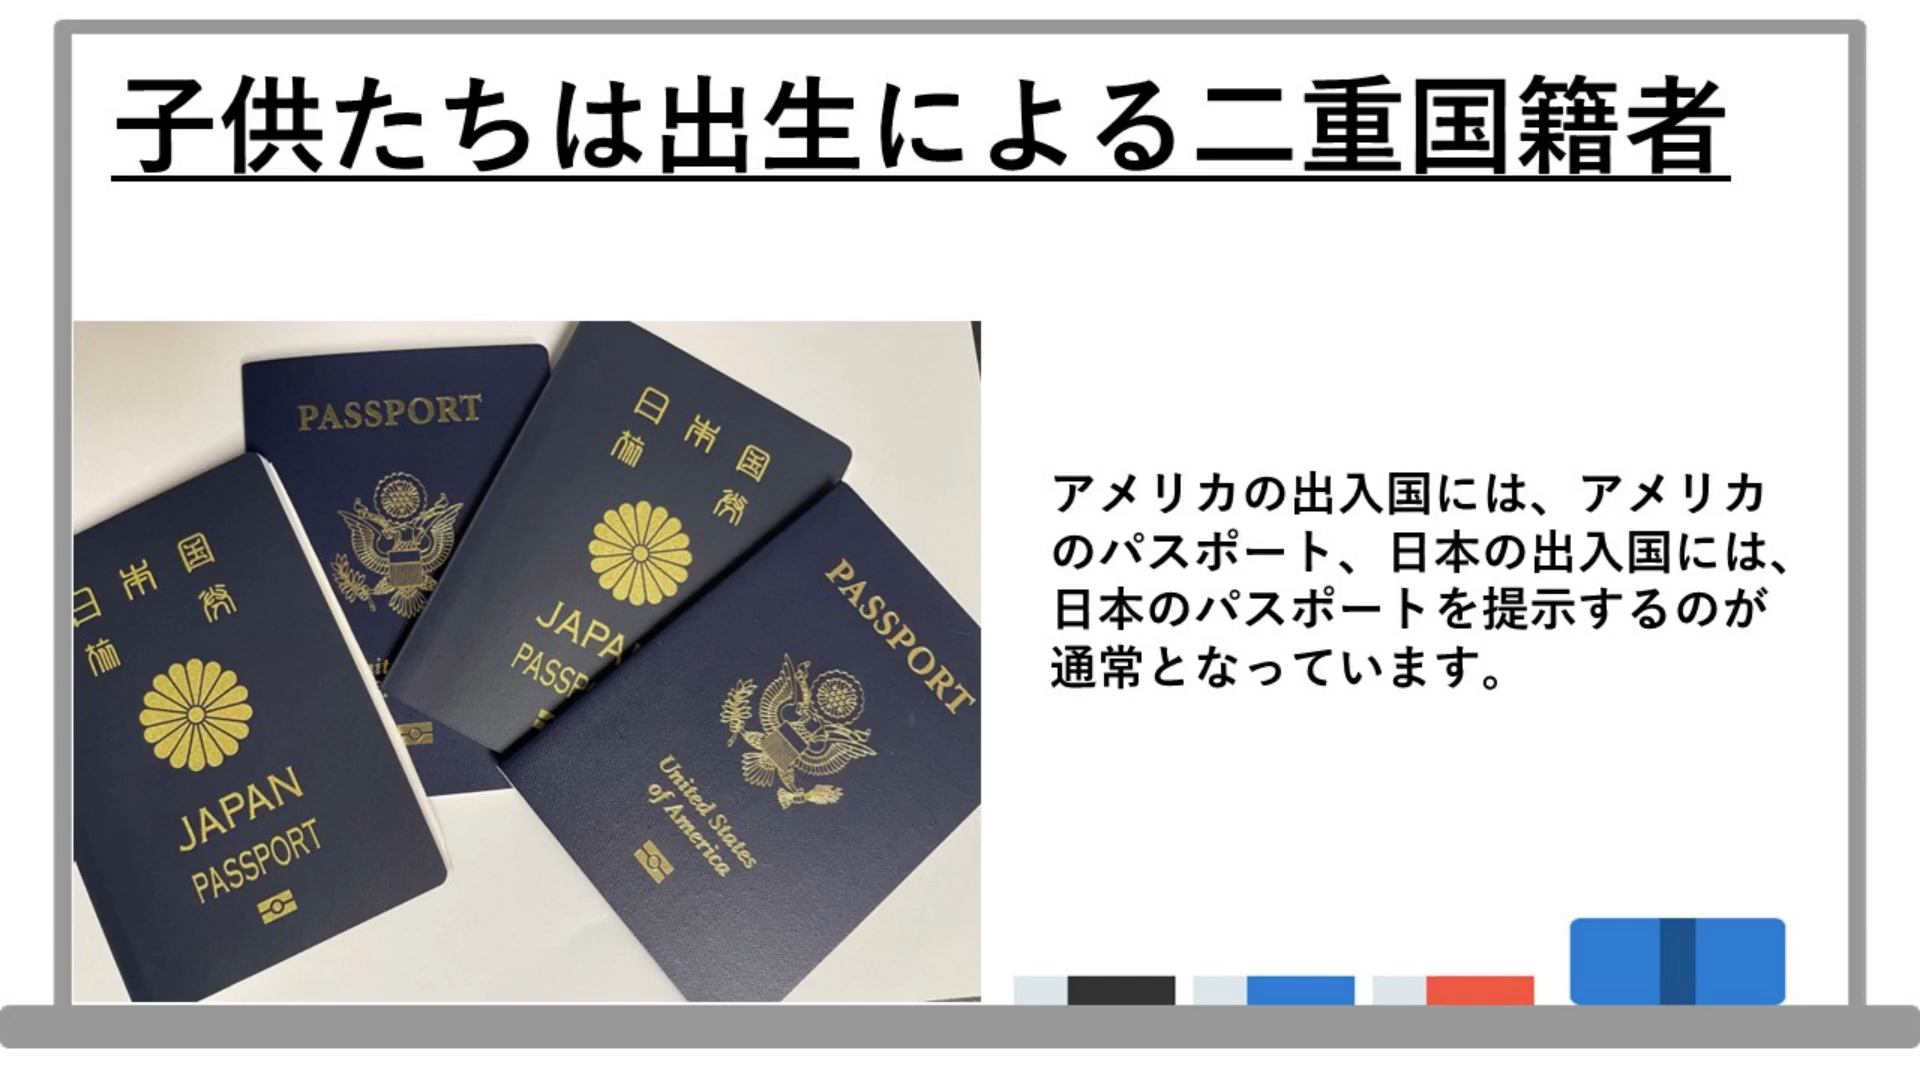 子供たちは出生による二重国籍者
アメリカの出入国には、アメリカ
のパスポート、日本の出入国には、
日本のパスポートを提示するのが
通常となっています。
PASSPORT
日本国
旅券
JAPA
PASSP
日本国
旅券
JAPAN
PASSPORT
PASSPORT
United States
of America